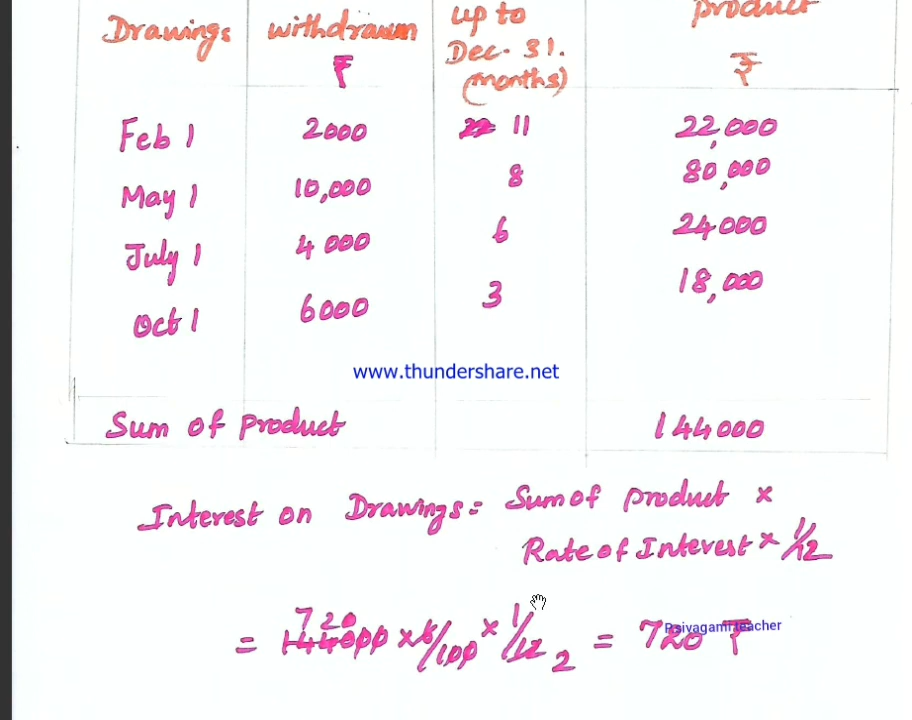 Drawings withdrawn up to Product
₹ Dec. 31. ₹
(months)
Feb 1 2000 11 22,000
May 1 10,000 8 80,000
July 1 4000 6 24000
Oct 1 6000 3 18,000
www.thundershare.net
Sum of Product 144000
Interest on Drawings = Sum of product ×
Rate of Interest × 1/12
720
= 144000 × 6/100 × 1/12 2 = 720 ₹
Rsivagami teacher